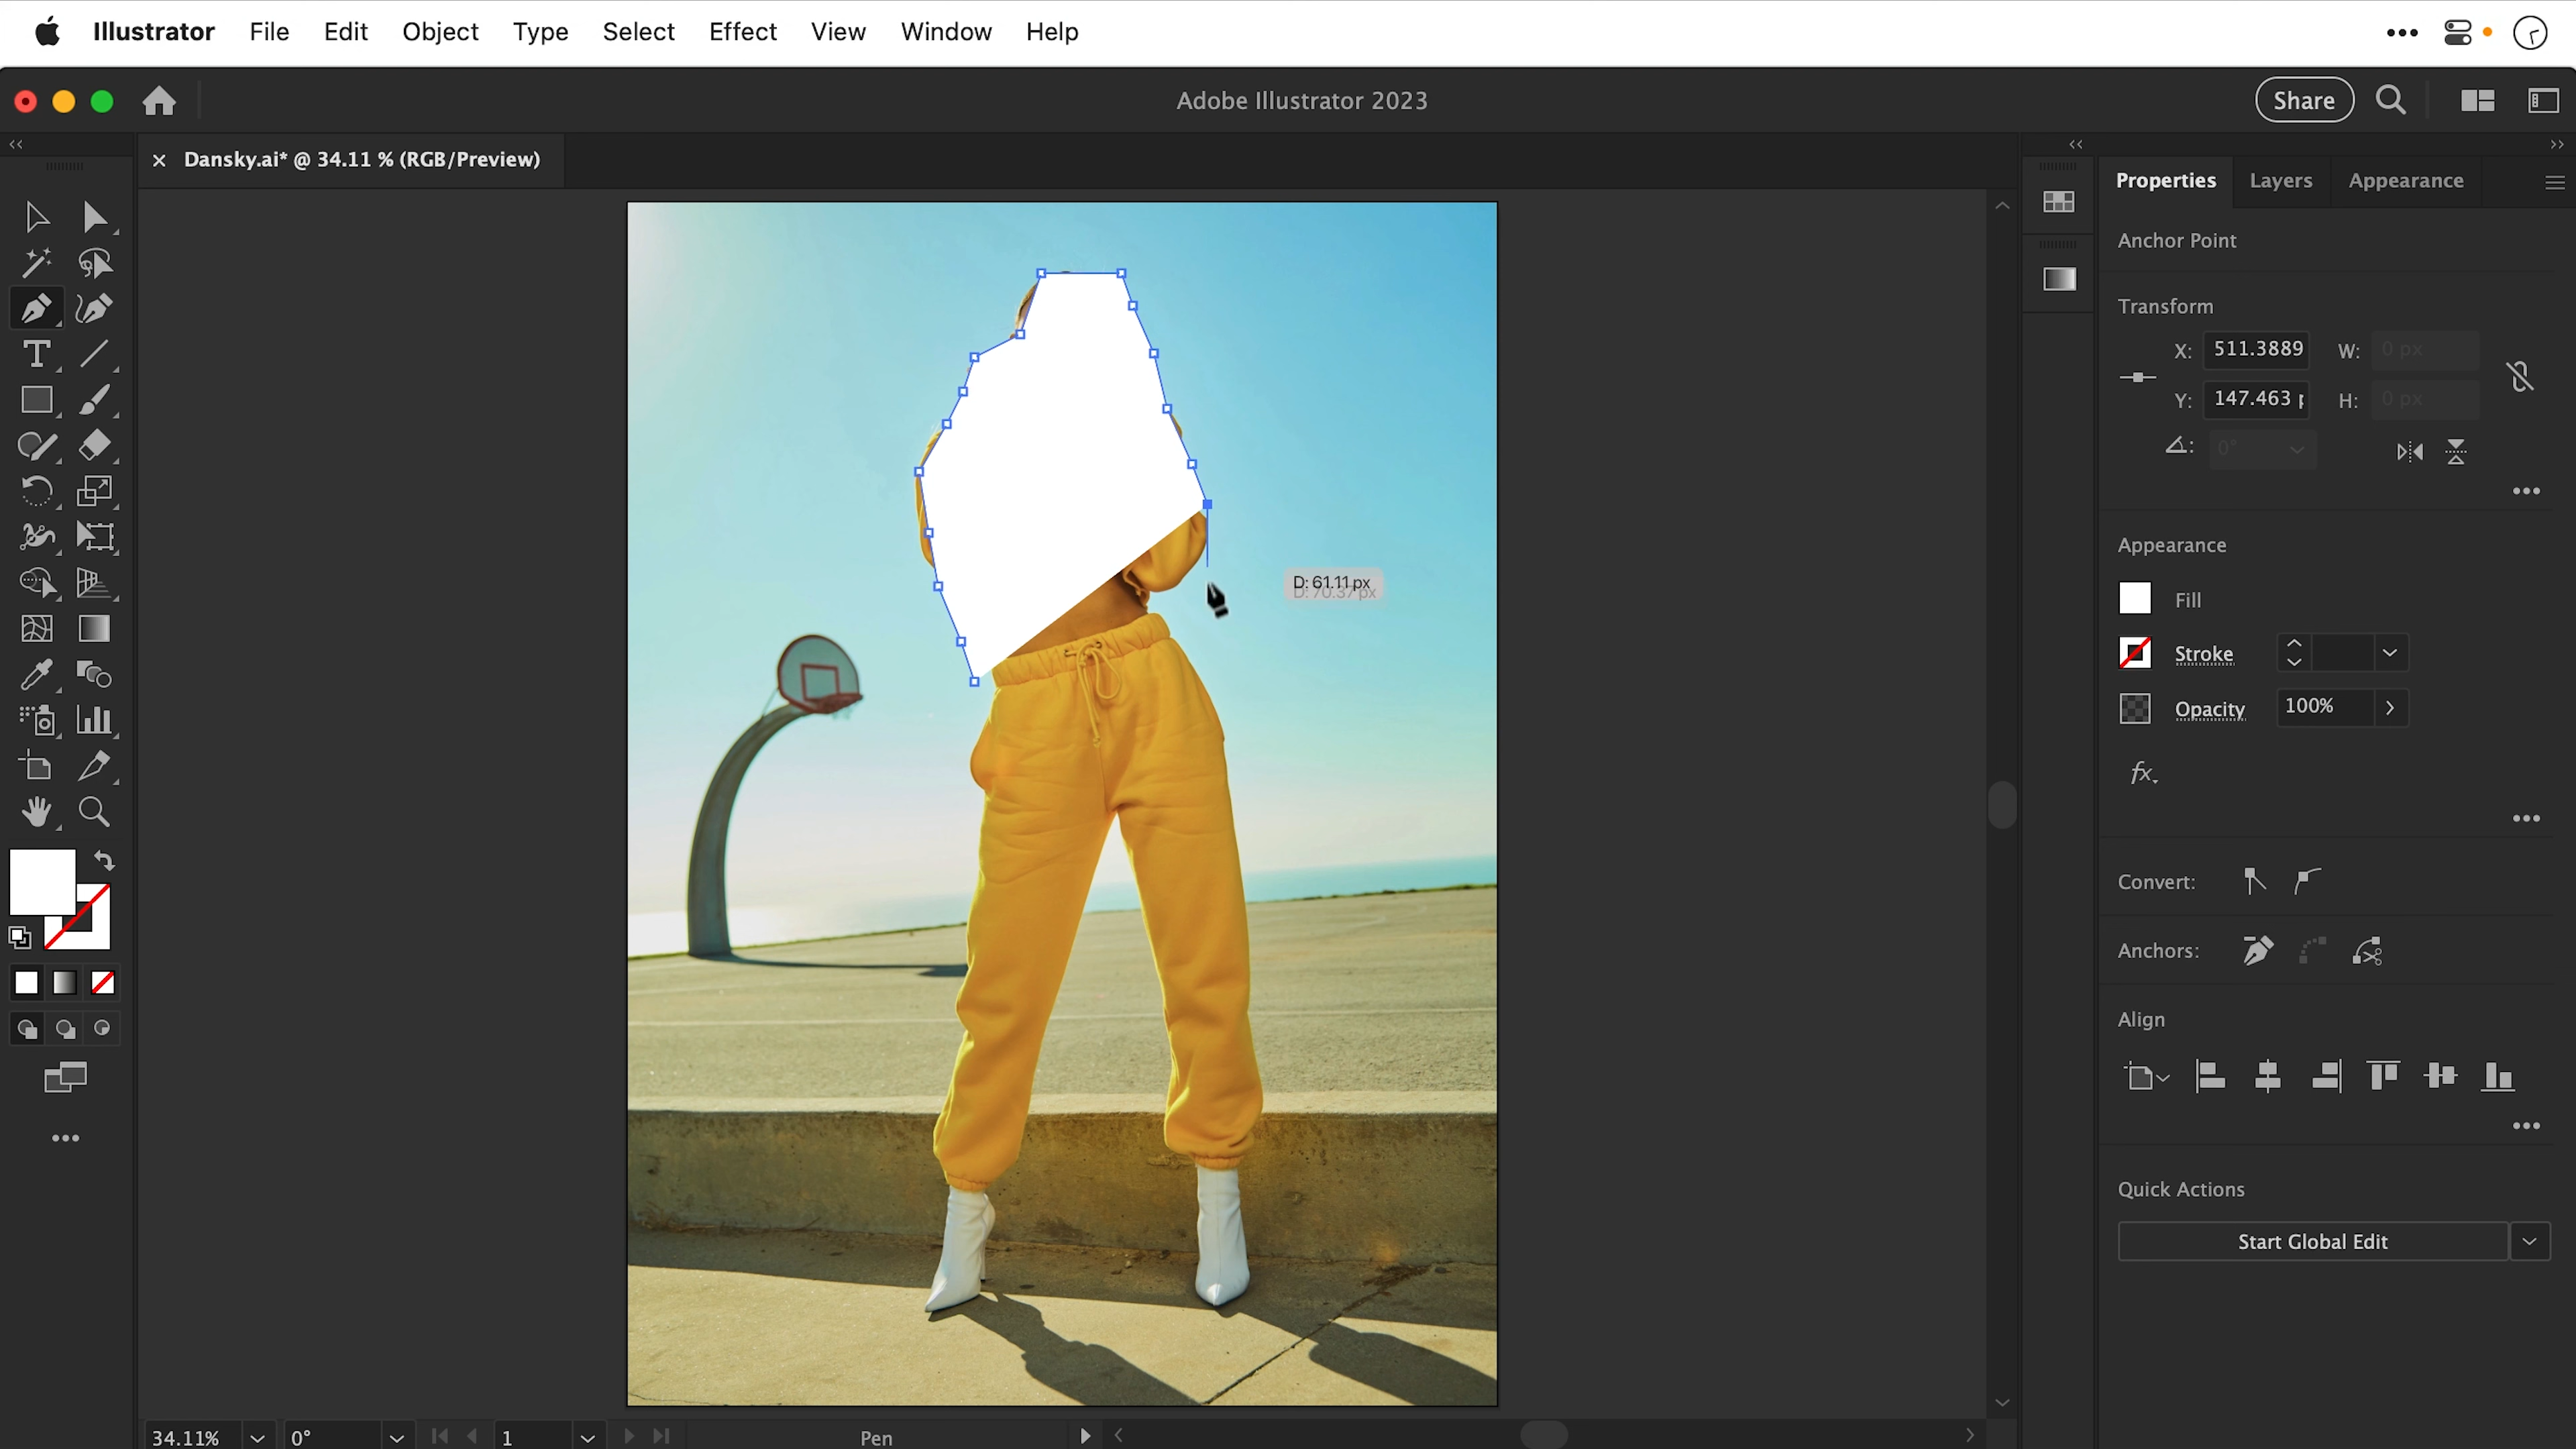 Illustrator File Edit Object Type Select Effect View Window Help
Adobe Illustrator 2023
Share
Dansky.ai* @ 34.11 % (RGB/Preview)
Properties Layers Appearance
Anchor Point
Transform
X: 511.3889 W: 0 px
Y: 147.463 H: 0 px
0°
Appearance
Fill
Stroke
Opacity 100%
fx
Convert:
Anchors:
Align
Quick Actions
Start Global Edit
D: 61.11 px
D: 70.37 px
34.11% 0° 1 Pen